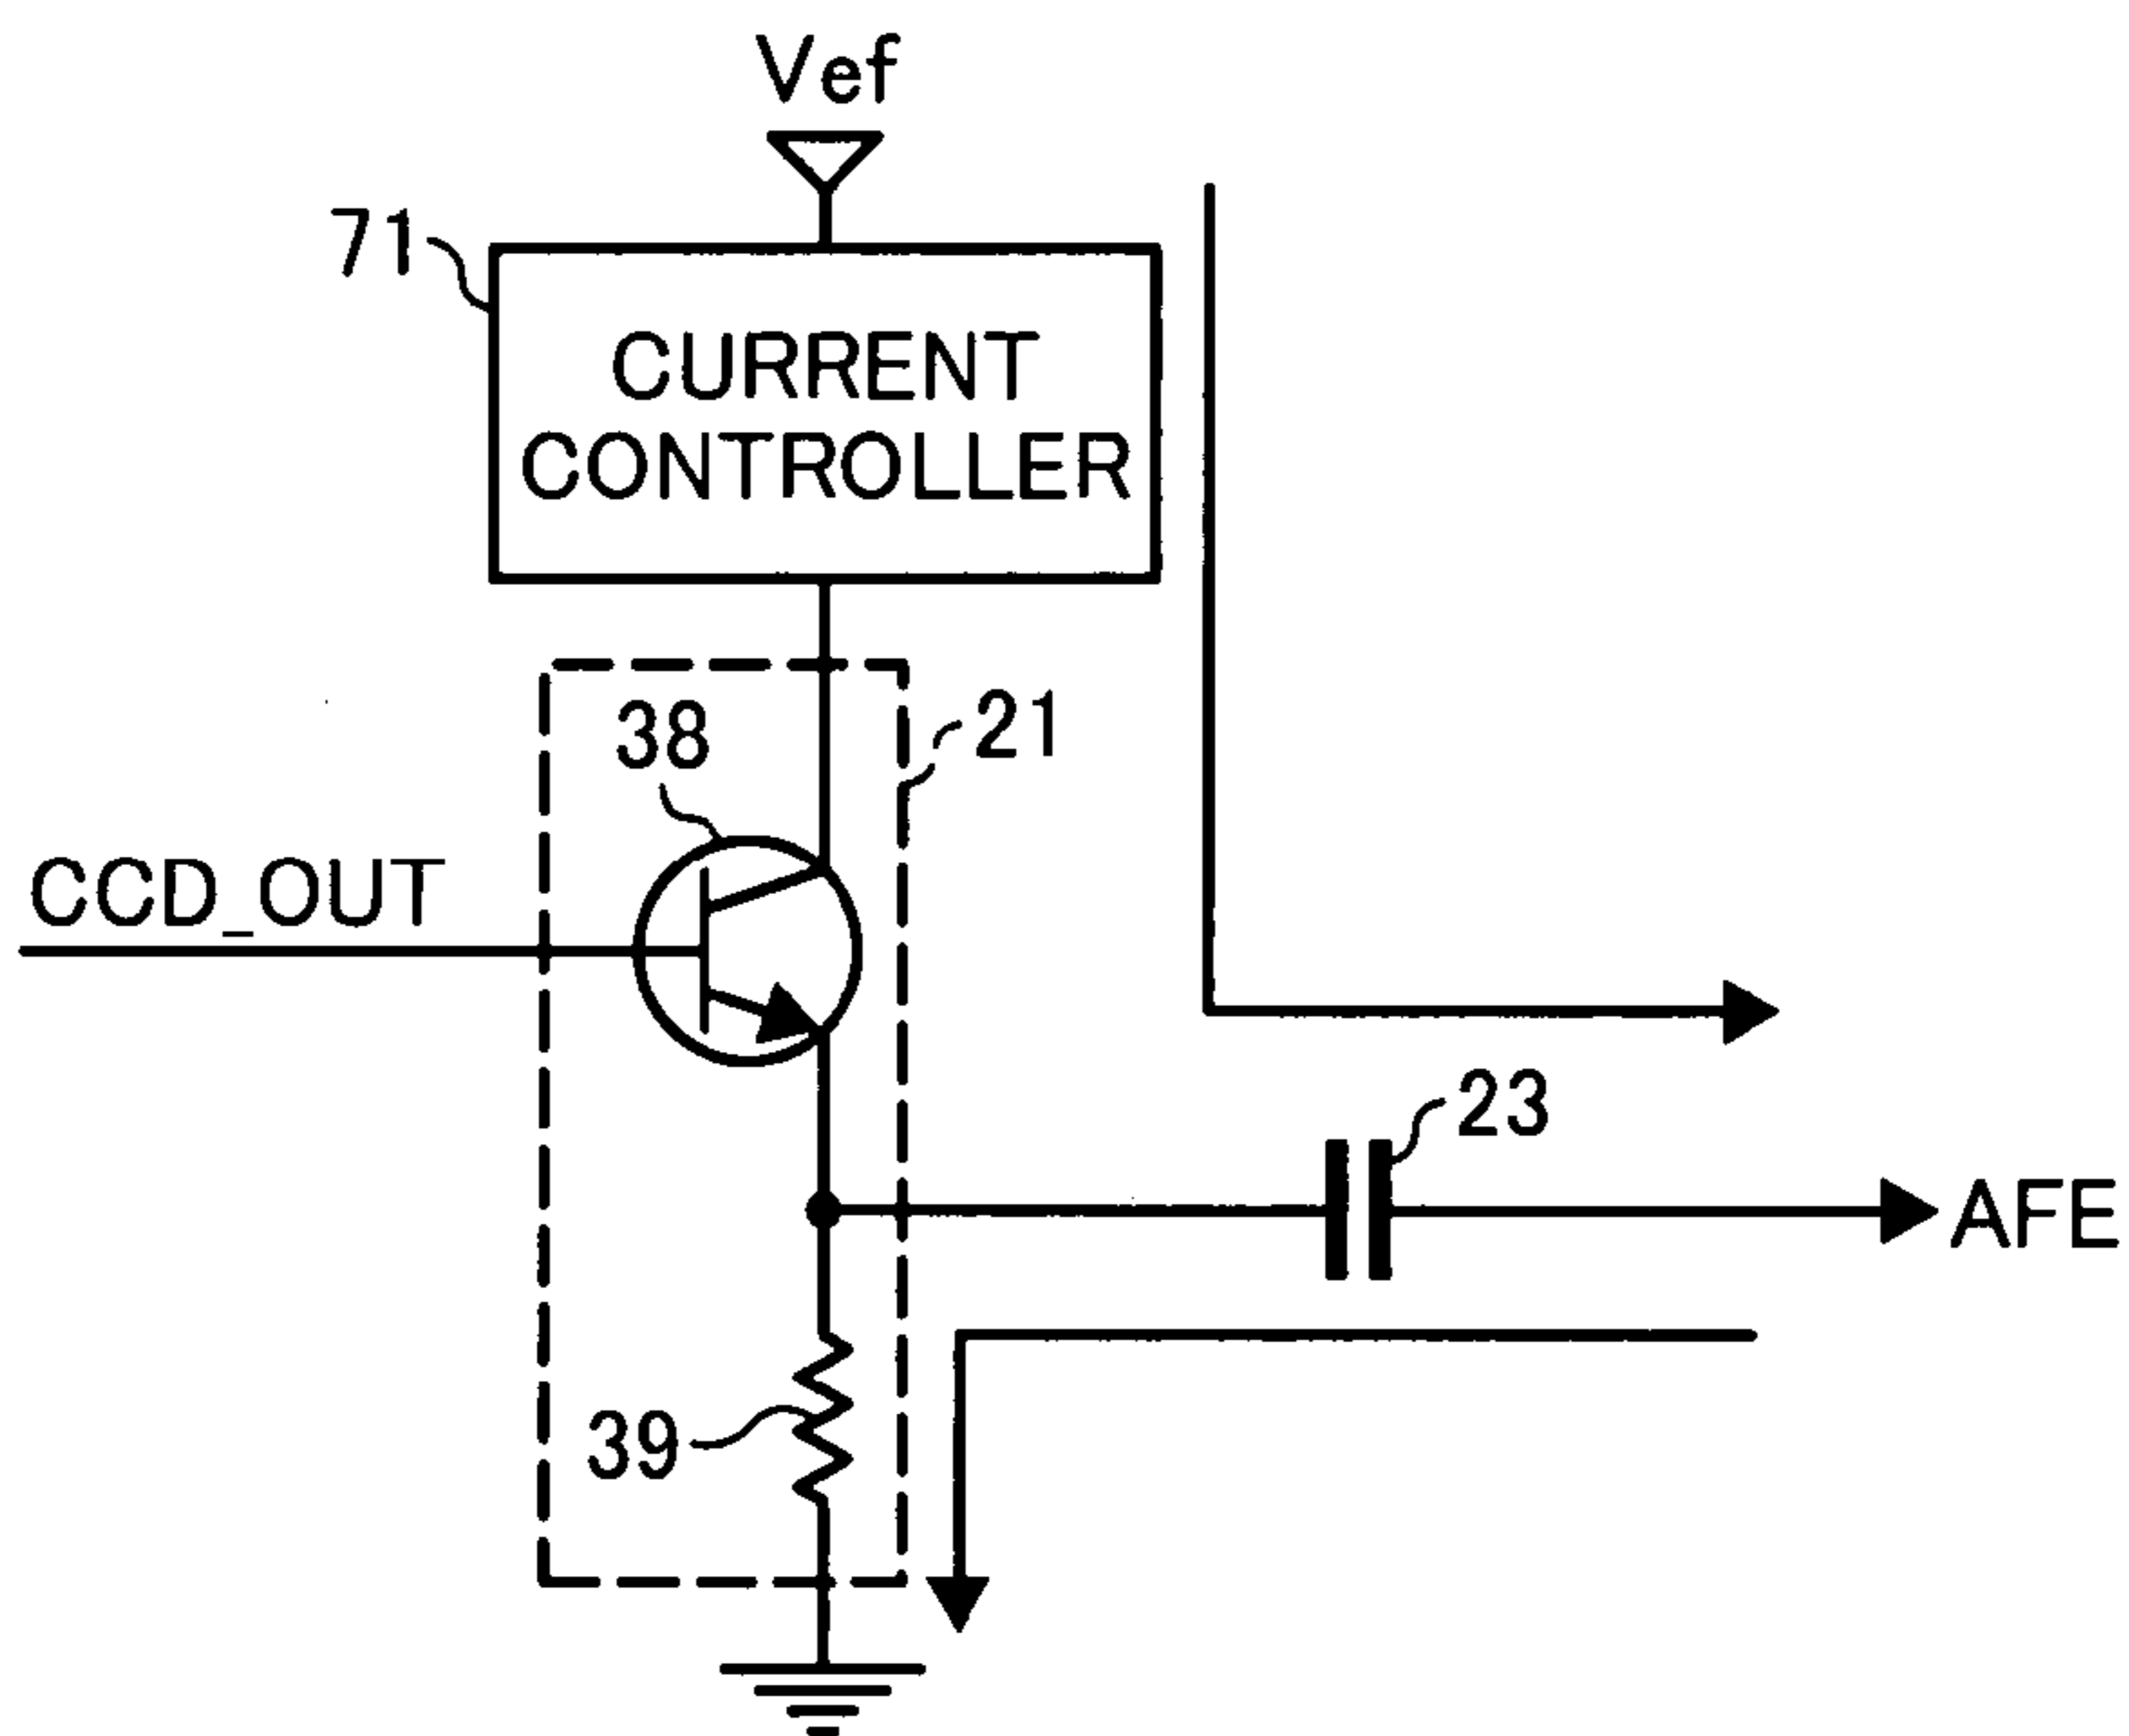 Vef
71
CURRENT
CONTROLLER
38
21
CCD_OUT
23
AFE
39